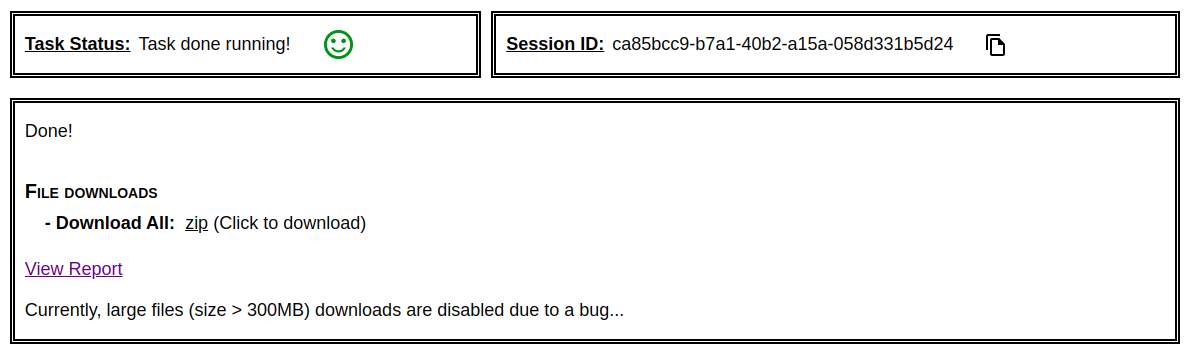 Task Status: Task done running!
Session ID: ca85bcc9-b7a1-40b2-a15a-058d331b5d24
Done!
File downloads
- Download All: zip (Click to download)
View Report
Currently, large files (size > 300MB) downloads are disabled due to a bug...